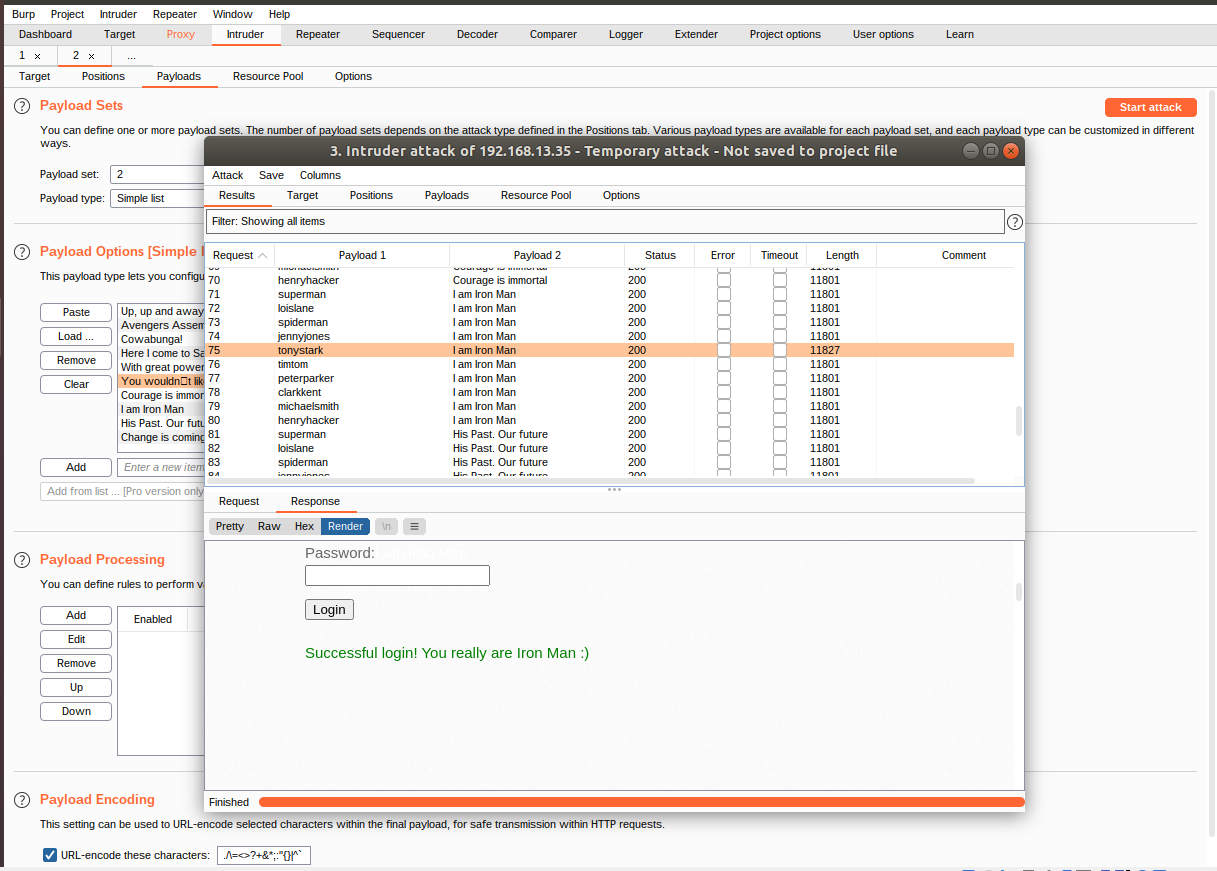 Burp Project Intruder Repeater Window Help
Dashboard Target Proxy Intruder Repeater Sequencer Decoder Comparer Logger Extender Project options User options Learn
1 × 2 × ...
Target Positions Payloads Resource Pool Options
? Payload Sets Start attack
You can define one or more payload sets. The number of payload sets depends on the attack type defined in the Positions tab. Various payload types are available for each payload set, and each payload type can be customized in different
ways.
Payload set: 2
Payload type: Simple list
? Payload Options [Simple
This payload type lets you configu
Paste
Load ...
Remove
Clear
Up, up and away
Avengers Assem
Cowabunga!
Here I come to Sa
With great power
You wouldn□t lik
Courage is immor
I am Iron Man
His Past. Our futu
Change is coming
Add Enter a new item
Add from list ... [Pro version only
? Payload Processing
You can define rules to perform va
Add
Edit
Remove
Up
Down
Enabled
? Payload Encoding
This setting can be used to URL-encode selected characters within the final payload, for safe transmission within HTTP requests.
URL-encode these characters: ./\=<>?+&*;:"{}|^`
3. Intruder attack of 192.168.13.35 - Temporary attack - Not saved to project file
Attack Save Columns
Results Target Positions Payloads Resource Pool Options
Filter: Showing all items ?
Request Payload 1 Payload 2 Status Error Timeout Length Comment
69 michaelsmith Courage is immortal 200 11801
70 henryhacker Courage is immortal 200 11801
71 superman I am Iron Man 200 11801
72 loislane I am Iron Man 200 11801
73 spiderman I am Iron Man 200 11801
74 jennyjones I am Iron Man 200 11801
75 tonystark I am Iron Man 200 11827
76 timtom I am Iron Man 200 11801
77 peterparker I am Iron Man 200 11801
78 clarkkent I am Iron Man 200 11801
79 michaelsmith I am Iron Man 200 11801
80 henryhacker I am Iron Man 200 11801
81 superman His Past. Our future 200 11801
82 loislane His Past. Our future 200 11801
83 spiderman His Past. Our future 200 11801
84 jennyjones His Past. Our future 200 11801
Request Response
Pretty Raw Hex Render \n ≡
Password:
Login
Successful login! You really are Iron Man :)
Finished